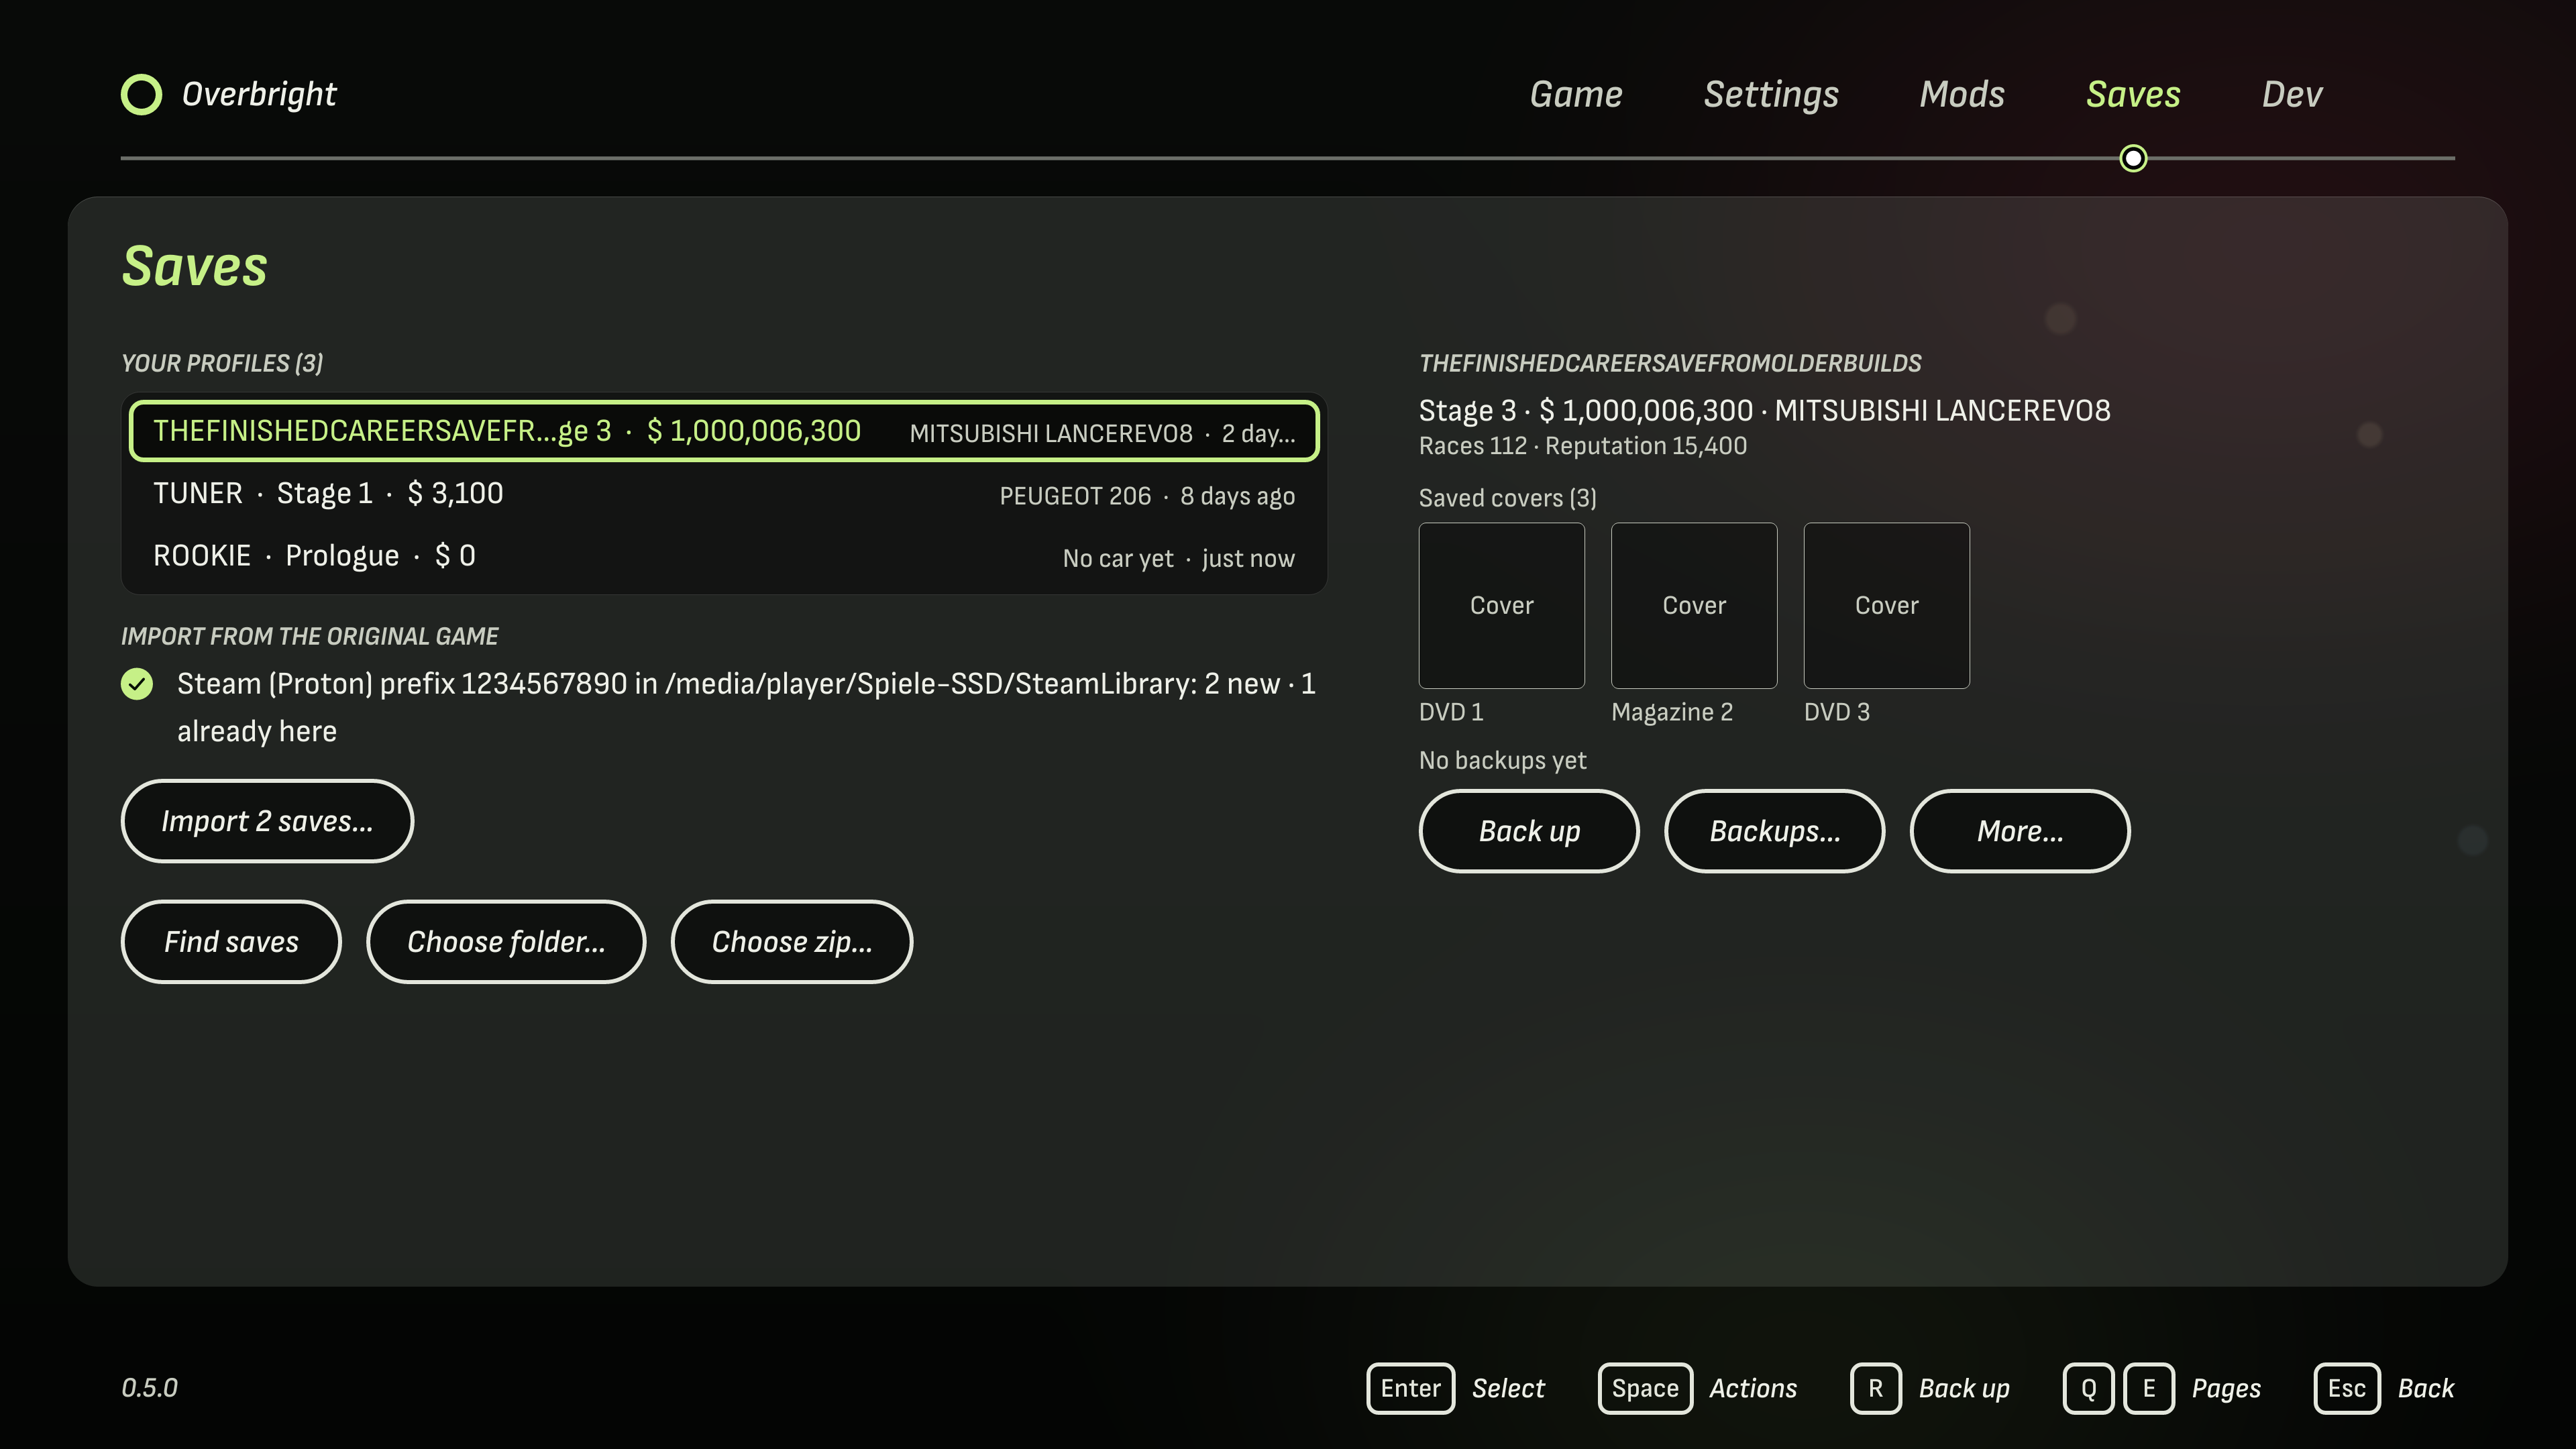 Overbright
Game Settings Mods Saves Dev
Saves
YOUR PROFILES (3)
THEFINISHEDCAREERSAVEFR...ge 3 · $ 1,000,006,300 MITSUBISHI LANCEREVO8 · 2 day...
TUNER · Stage 1 · $ 3,100 PEUGEOT 206 · 8 days ago
ROOKIE · Prologue · $ 0 No car yet · just now
IMPORT FROM THE ORIGINAL GAME
Steam (Proton) prefix 1234567890 in /media/player/Spiele-SSD/SteamLibrary: 2 new · 1
already here
Import 2 saves...
Find saves Choose folder... Choose zip...
THEFINISHEDCAREERSAVEFROMOLDERBUILDS
Stage 3 · $ 1,000,006,300 · MITSUBISHI LANCEREVO8
Races 112 · Reputation 15,400
Saved covers (3)
Cover Cover Cover
DVD 1 Magazine 2 DVD 3
No backups yet
Back up Backups... More...
0.5.0
Enter Select Space Actions R Back up Q E Pages Esc Back